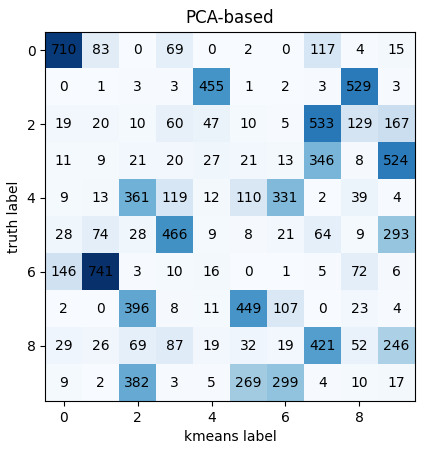 PCA-based
0 710 83 0 69 0 2 0 117 4 15
0 1 3 3 455 1 2 3 529 3
2 19 20 10 60 47 10 5 533 129 167
11 9 21 20 27 21 13 346 8 524
4 9 13 361 119 12 110 331 2 39 4
28 74 28 466 9 8 21 64 9 293
6 146 741 3 10 16 0 1 5 72 6
2 0 396 8 11 449 107 0 23 4
8 29 26 69 87 19 32 19 421 52 246
9 2 382 3 5 269 299 4 10 17
0 2 4 6 8
kmeans label
truth label